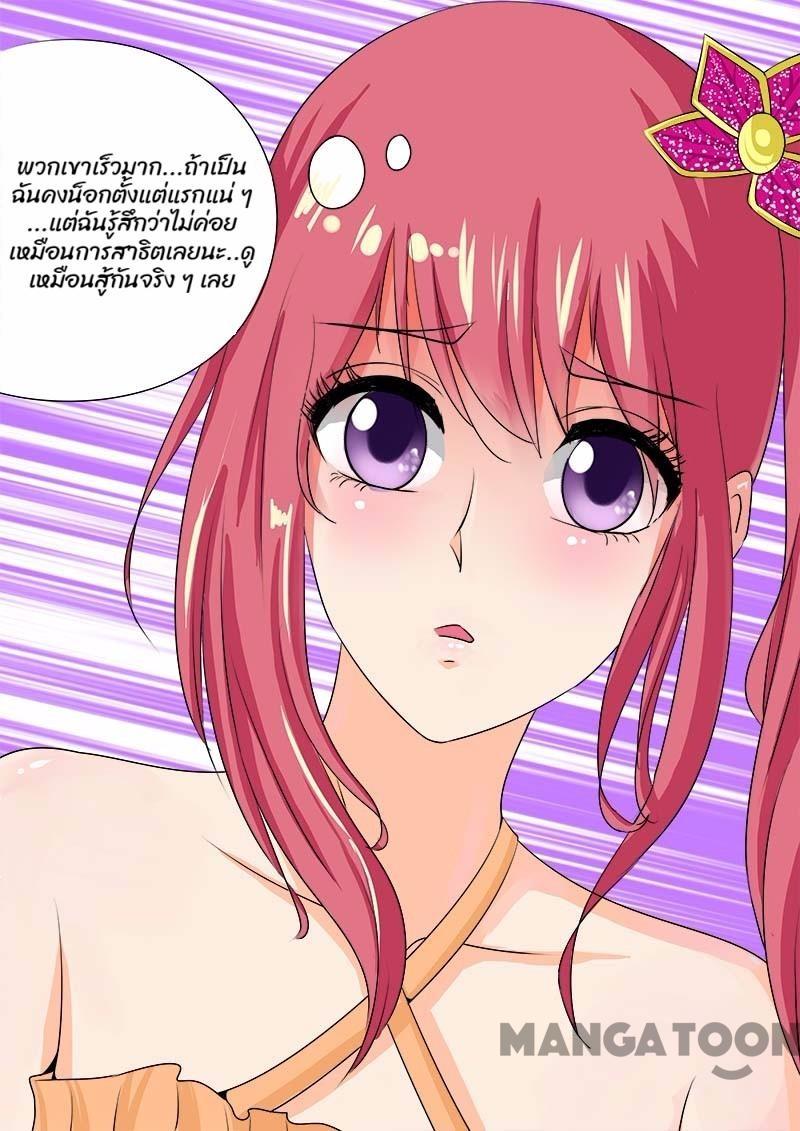 พวกเขาเร็วมาก...ถ้าเป็น
ฉันคงน็อกตั้งแต่แรกแน่ ๆ
...แต่ฉันรู้สึกว่าไม่ค่อย
เหมือนการสาธิตเลยนะ..ดู
เหมือนสู้กันจริง ๆ เลย
MANGATOON